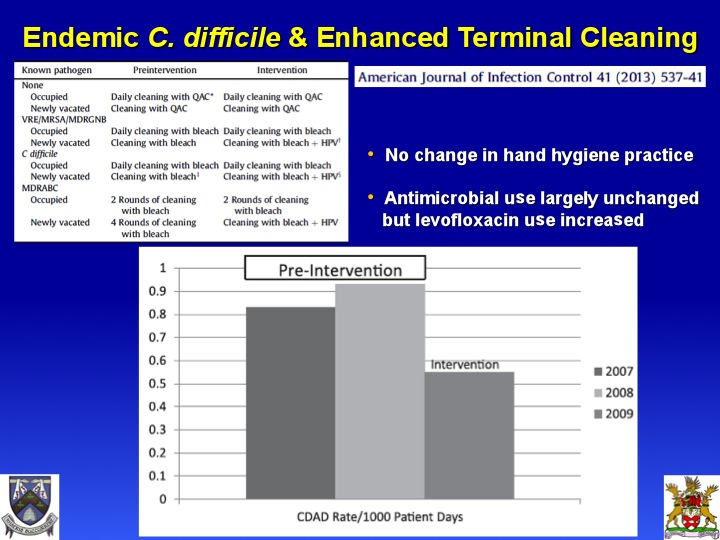 Endemic C. difficile & Enhanced Terminal Cleaning
Known pathogen Preintervention Intervention
None
Occupied Daily cleaning with QAC* Daily cleaning with QAC
Newly vacated Cleaning with QAC Cleaning with QAC
VRE/MRSA/MDRGNB
Occupied Daily cleaning with bleach Daily cleaning with bleach
Newly vacated Cleaning with bleach Cleaning with bleach + HPV†
C difficile
Occupied Daily cleaning with bleach Daily cleaning with bleach
Newly vacated Cleaning with bleach‡ Cleaning with bleach + HPV§
MDRABC
Occupied 2 Rounds of cleaning 2 Rounds of cleaning
with bleach with bleach
Newly vacated 4 Rounds of cleaning Cleaning with bleach + HPV
with bleach
American Journal of Infection Control 41 (2013) 537-41
• No change in hand hygiene practice
• Antimicrobial use largely unchanged
but levofloxacin use increased
Pre-Intervention
Intervention
1
0.9
0.8
0.7
0.6
0.5
0.4
0.3
0.2
0.1
0
2007
2008
2009
CDAD Rate/1000 Patient Days